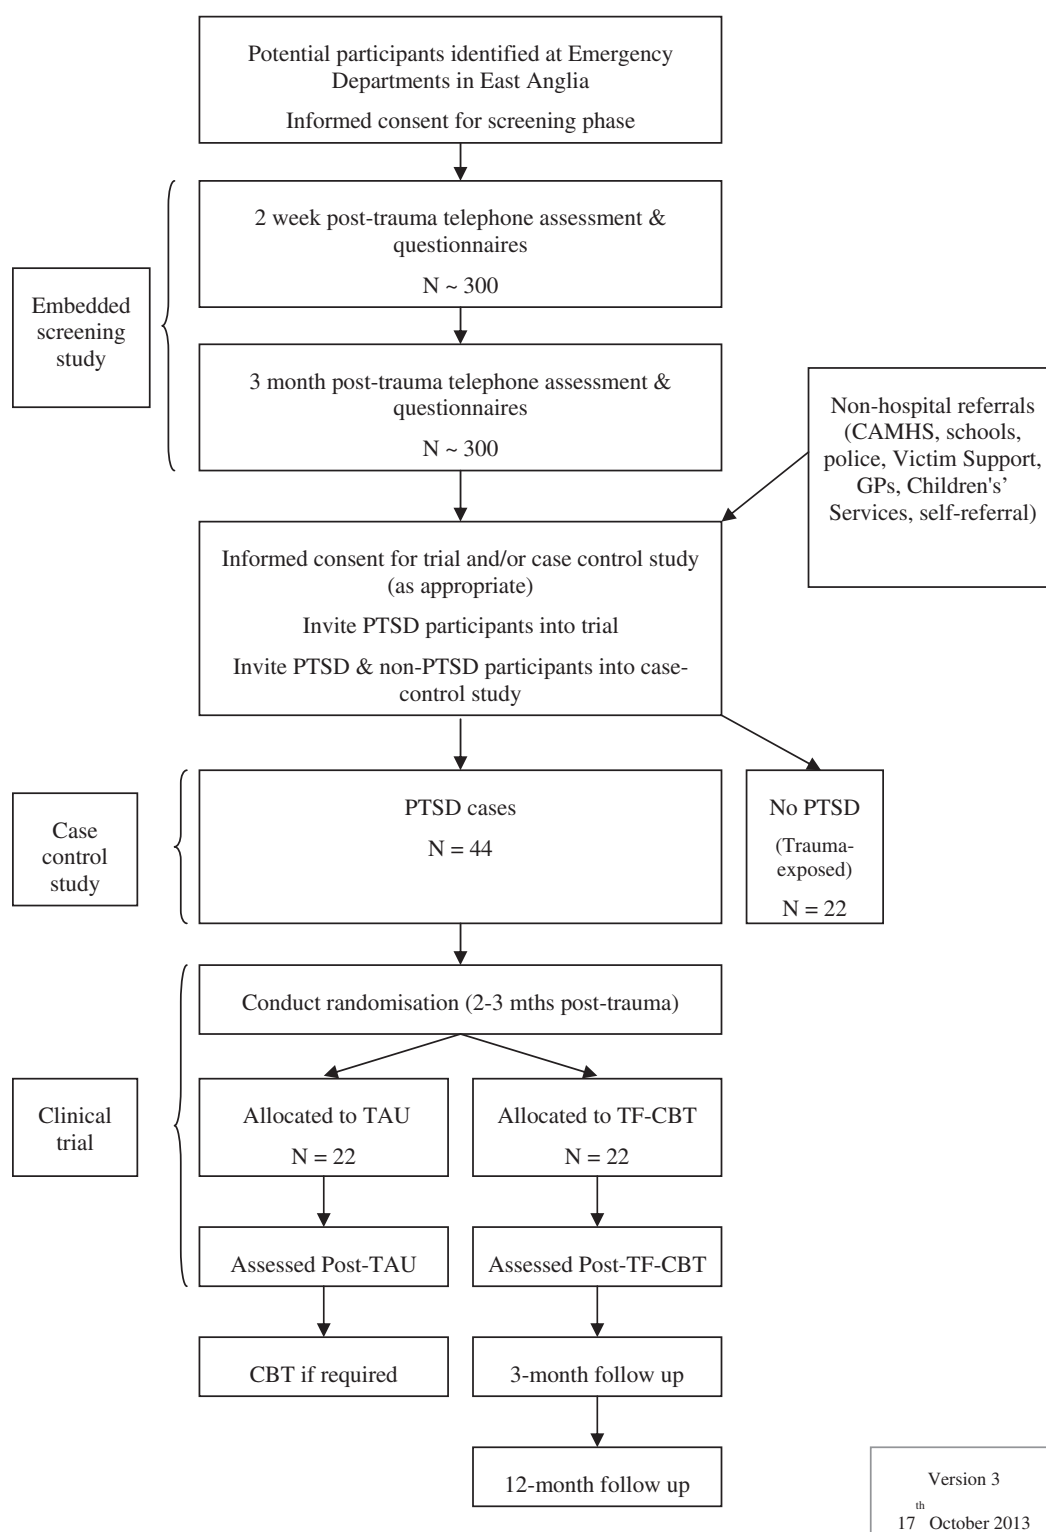 Potential participants identified at Emergency
Departments in East Anglia
Informed consent for screening phase
2 week post-trauma telephone assessment &
questionnaires
N ~ 300
Embedded
screening
study
3 month post-trauma telephone assessment &
questionnaires
N ~ 300
Non-hospital referrals
(CAMHS, schools,
police, Victim Support,
GPs, Children's’
Services, self-referral)
Informed consent for trial and/or case control study
(as appropriate)
Invite PTSD participants into trial
Invite PTSD & non-PTSD participants into case-
control study
Case
control
study
PTSD cases
N = 44
No PTSD
(Trauma-
exposed)
N = 22
Conduct randomisation (2-3 mths post-trauma)
Clinical
trial
Allocated to TAU
N = 22
Allocated to TF-CBT
N = 22
Assessed Post-TAU
Assessed Post-TF-CBT
CBT if required
3-month follow up
12-month follow up
Version 3
17th October 2013